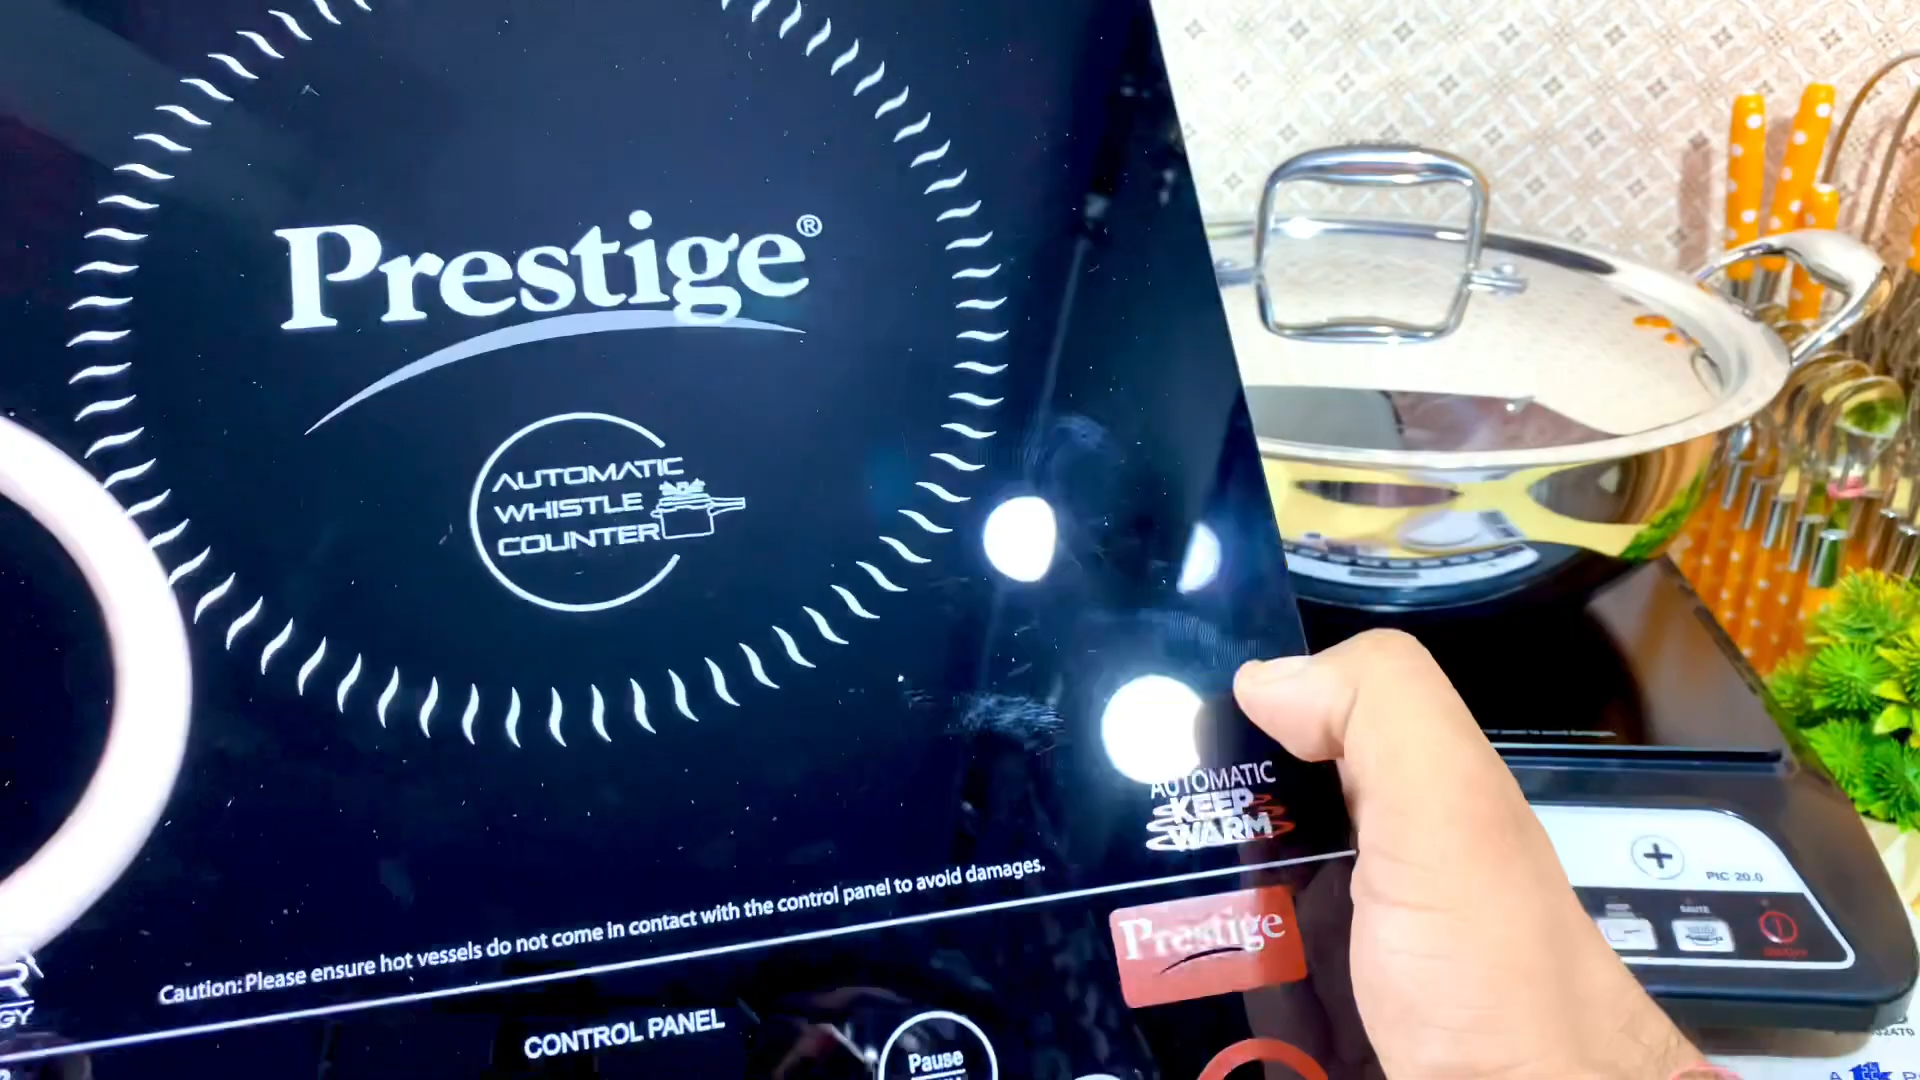 Prestige®
AUTOMATIC
WHISTLE
COUNTER
AUTOMATIC
KEEP
WARM
Caution: Please ensure hot vessels do not come in contact with the control panel to avoid damages.
Prestige
CONTROL PANEL
Pause
+
PIC 20.0
SAUTE